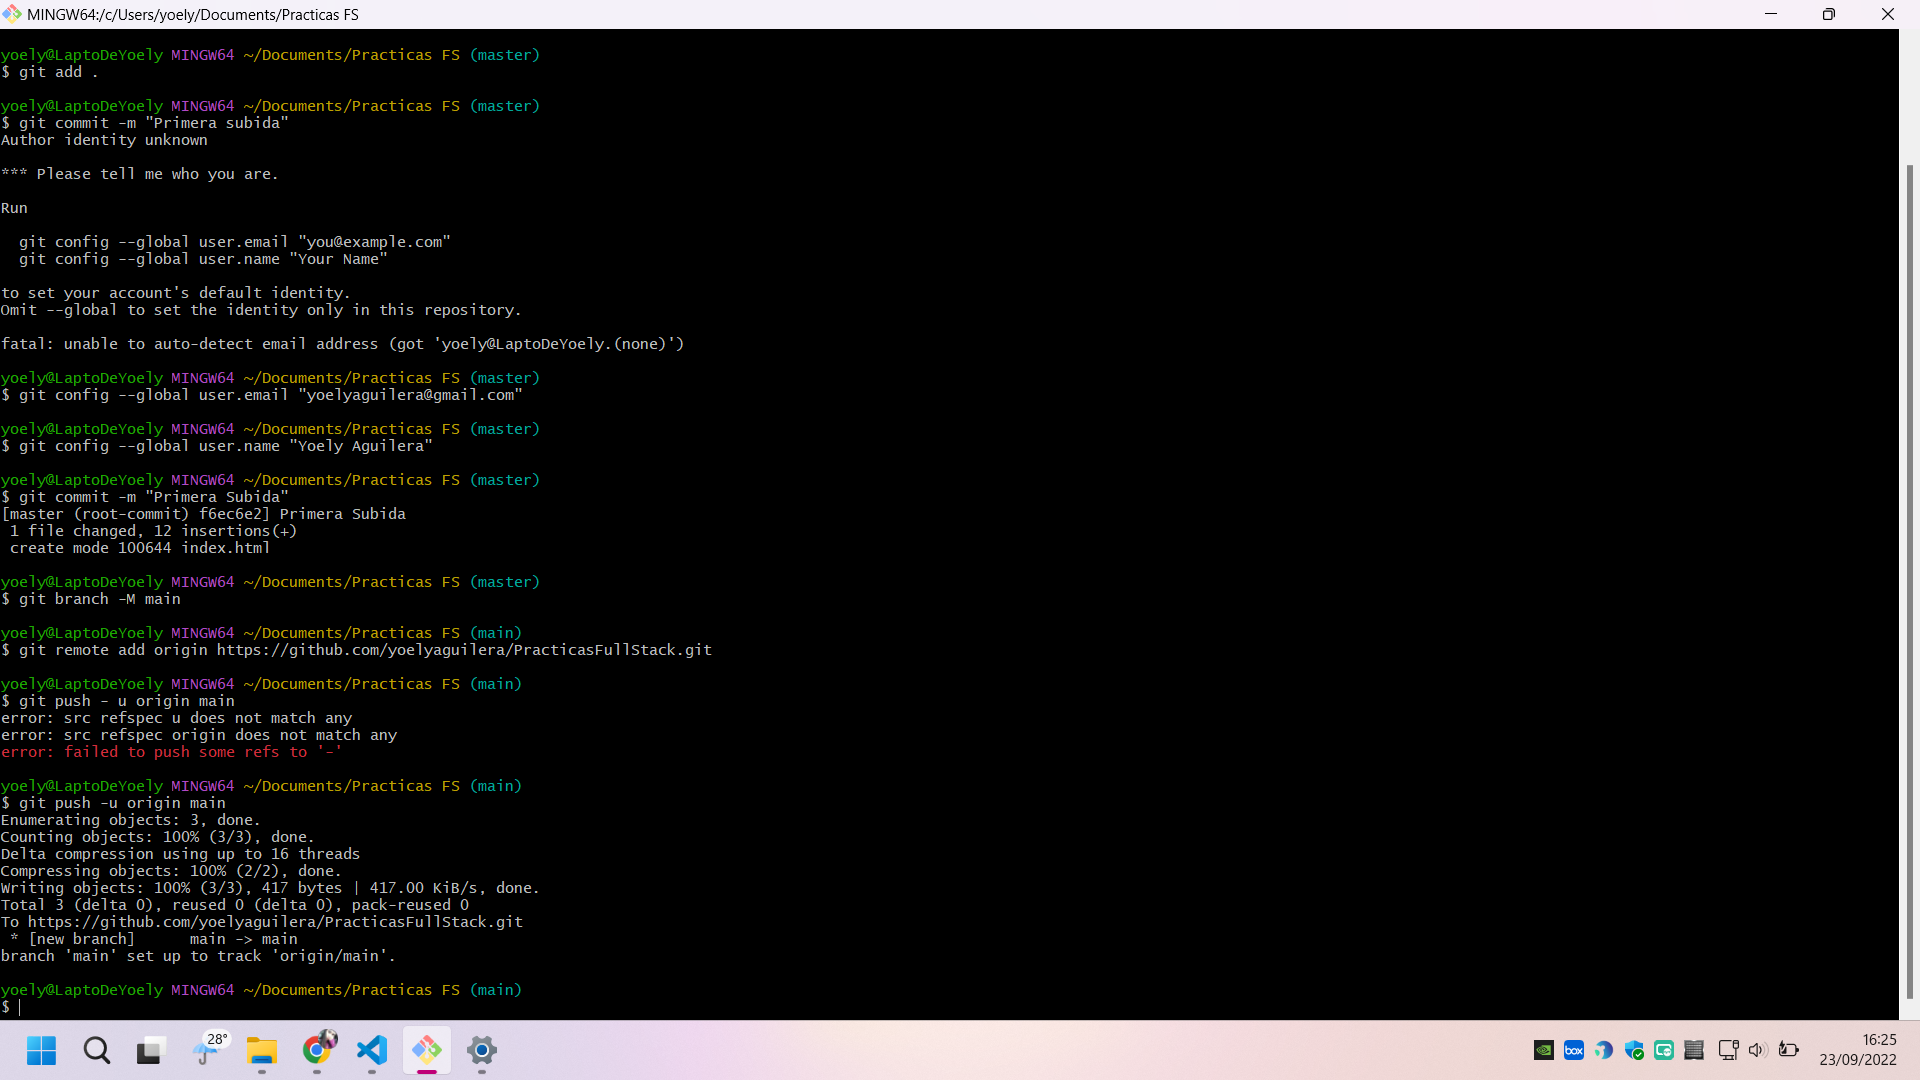 MINGW64:/c/Users/yoely/Documents/Practicas FS
yoely@LaptoDeYoely MINGW64 ~/Documents/Practicas FS (master)
$ git add .
yoely@LaptoDeYoely MINGW64 ~/Documents/Practicas FS (master)
$ git commit -m "Primera subida"
Author identity unknown
*** Please tell me who you are.
Run
git config --global user.email "you@example.com"
git config --global user.name "Your Name"
to set your account's default identity.
Omit --global to set the identity only in this repository.
fatal: unable to auto-detect email address (got 'yoely@LaptoDeYoely.(none)')
yoely@LaptoDeYoely MINGW64 ~/Documents/Practicas FS (master)
$ git config --global user.email "yoelyaguilera@gmail.com"
yoely@LaptoDeYoely MINGW64 ~/Documents/Practicas FS (master)
$ git config --global user.name "Yoely Aguilera"
yoely@LaptoDeYoely MINGW64 ~/Documents/Practicas FS (master)
$ git commit -m "Primera Subida"
[master (root-commit) f6ec6e2] Primera Subida
1 file changed, 12 insertions(+)
create mode 100644 index.html
yoely@LaptoDeYoely MINGW64 ~/Documents/Practicas FS (master)
$ git branch -M main
yoely@LaptoDeYoely MINGW64 ~/Documents/Practicas FS (main)
$ git remote add origin https://github.com/yoelyaguilera/PracticasFullStack.git
yoely@LaptoDeYoely MINGW64 ~/Documents/Practicas FS (main)
$ git push - u origin main
error: src refspec u does not match any
error: src refspec origin does not match any
error: failed to push some refs to '-'
yoely@LaptoDeYoely MINGW64 ~/Documents/Practicas FS (main)
$ git push -u origin main
Enumerating objects: 3, done.
Counting objects: 100% (3/3), done.
Delta compression using up to 16 threads
Compressing objects: 100% (2/2), done.
Writing objects: 100% (3/3), 417 bytes | 417.00 KiB/s, done.
Total 3 (delta 0), reused 0 (delta 0), pack-reused 0
To https://github.com/yoelyaguilera/PracticasFullStack.git
* [new branch]      main -> main
branch 'main' set up to track 'origin/main'.
yoely@LaptoDeYoely MINGW64 ~/Documents/Practicas FS (main)
$
28°
box
16:25
23/09/2022